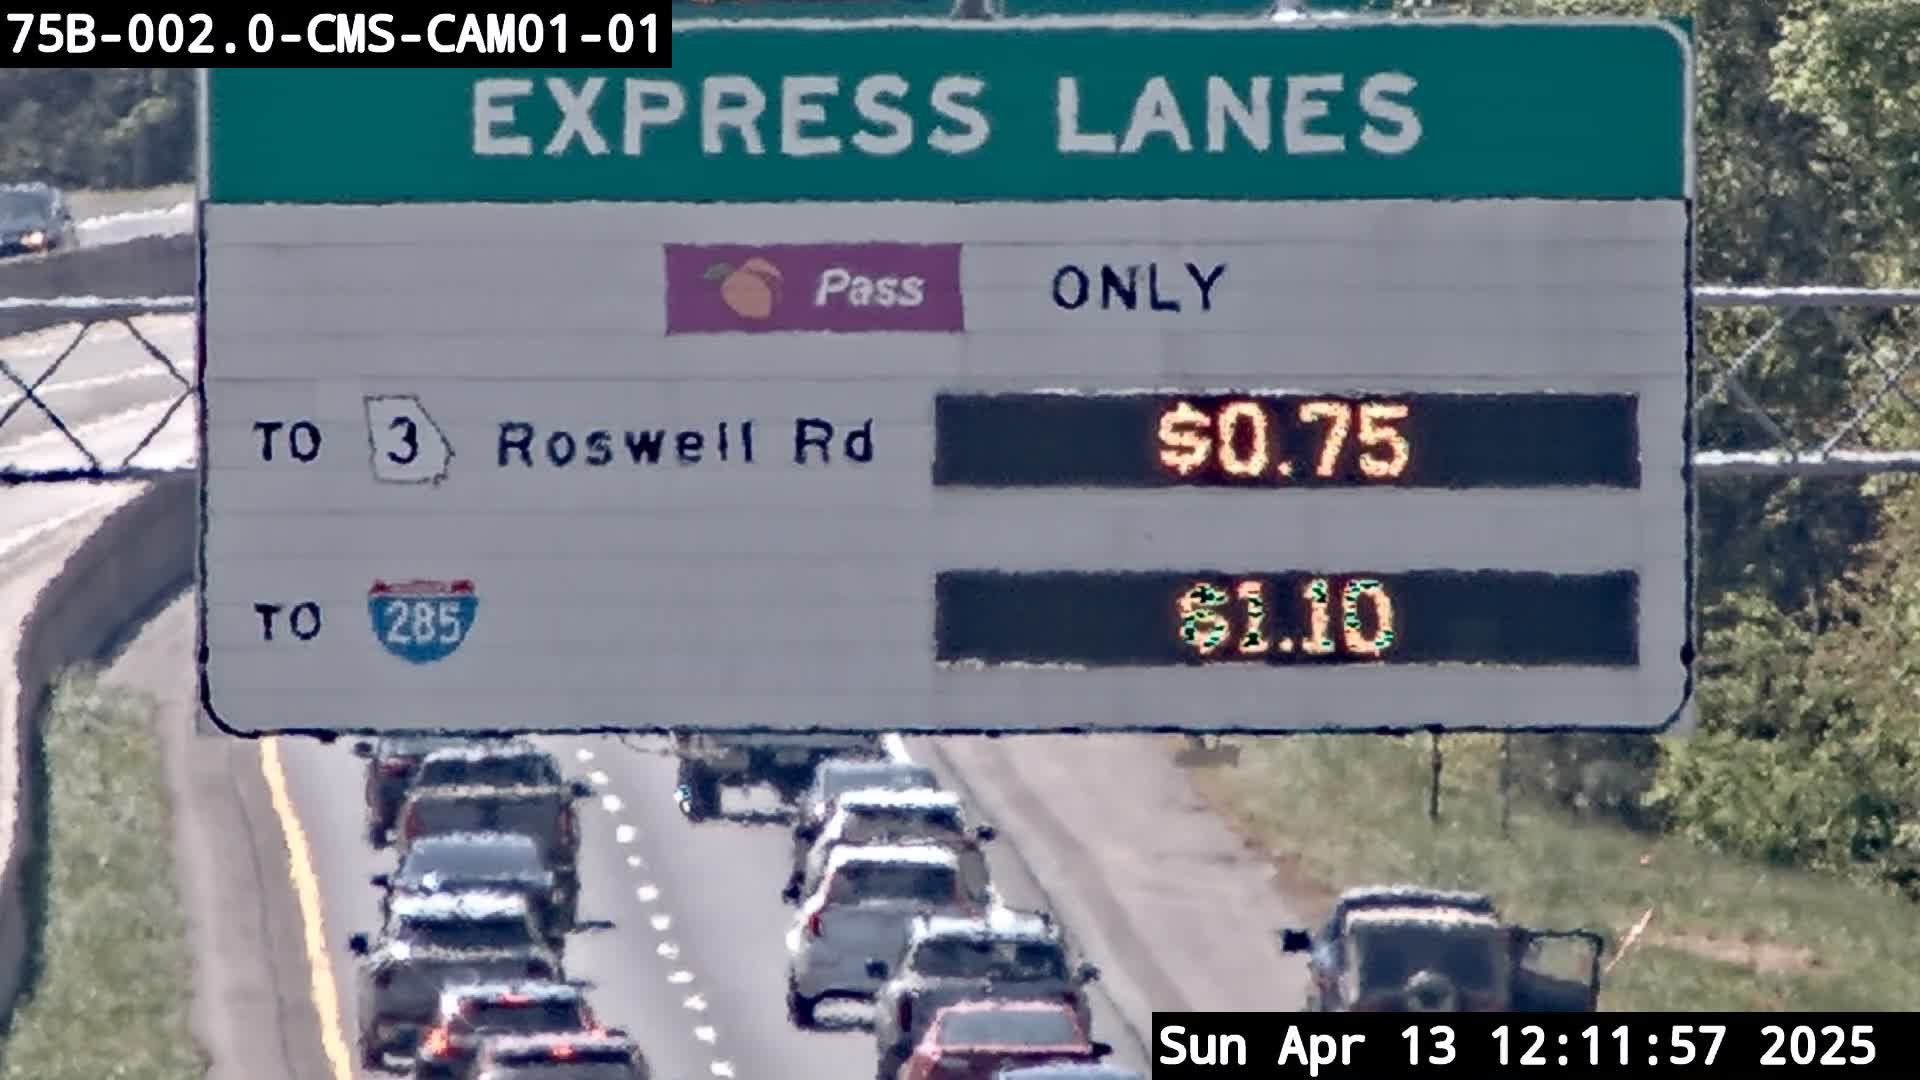 75B-002.0-CMS-CAM01-01
EXPRESS LANES
Pass ONLY
TO 3 Roswell Rd $0.75
TO 285 $1.10
Sun Apr 13 12:11:57 2025